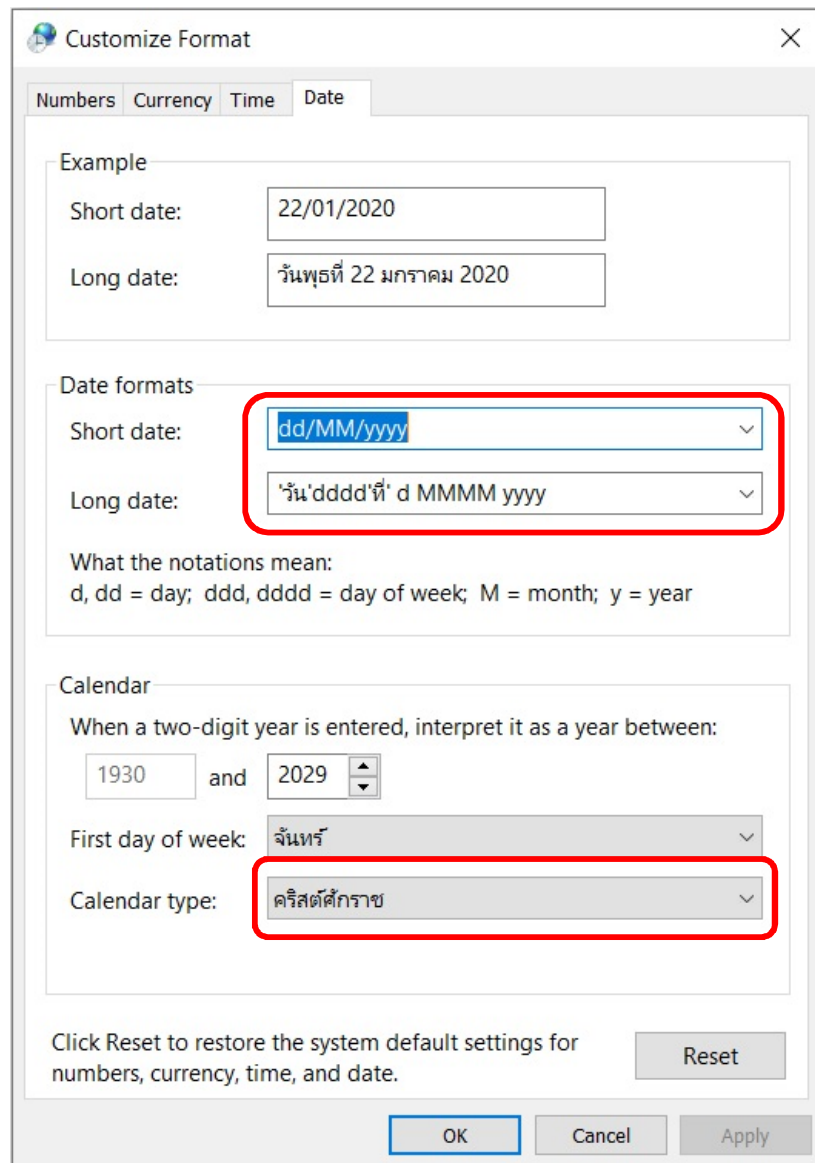 Customize Format
Numbers Currency Time Date
Example
Short date: 22/01/2020
Long date: วันพุธที่ 22 มกราคม 2020
Date formats
Short date: dd/MM/yyyy
Long date: 'วัน'dddd'ที่' d MMMM yyyy
What the notations mean:
d, dd = day; ddd, dddd = day of week; M = month; y = year
Calendar
When a two-digit year is entered, interpret it as a year between:
1930 and 2029
First day of week: จันทร์
Calendar type: คริสต์ศักราช
Click Reset to restore the system default settings for
numbers, currency, time, and date.
Reset
OK Cancel Apply